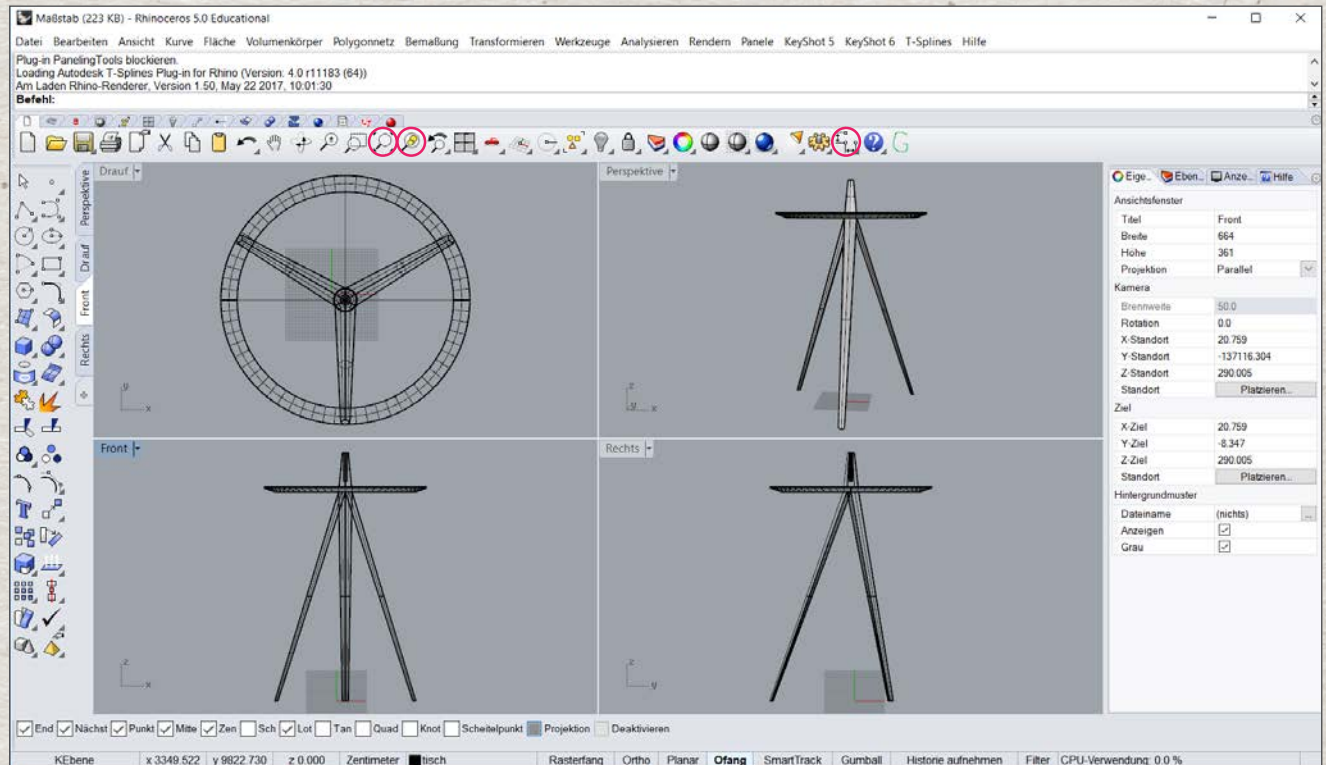 Maßstab (223 KB) - Rhinoceros 5.0 Educational
Datei Bearbeiten Ansicht Kurve Fläche Volumenkörper Polygonnetz Bemaßung Transformieren Werkzeuge Analysieren Rendern Panele KeyShot 5 KeyShot 6 T-Splines Hilfe
Plug-in PanelingTools blockieren.
Loading Autodesk T-Splines Plug-in for Rhino (Version: 4.0 r11183 (64))
Am Laden Rhino-Renderer, Version 1.50, May 22 2017, 10:01:30
Befehl:
Perspektive
Drauf
Front
Rechts
Drauf
y
x
Perspektive
z
y x
Front
z
x
Rechts
z
y
Eige... Eben... Anze... Hilfe
Ansichtsfenster
Titel Front
Breite 664
Höhe 361
Projektion Parallel
Kamera
Brennweite 50.0
Rotation 0.0
X-Standort 20.759
Y-Standort -137116.304
Z-Standort 290.005
Standort Platzieren...
Ziel
X-Ziel 20.759
Y-Ziel -8.347
Z-Ziel 290.005
Standort Platzieren...
Hintergrundmuster
Dateiname (nichts) ...
Anzeigen
Grau
End Nächst Punkt Mitte Zen Sch Lot Tan Quad Knot Scheitelpunkt Projektion Deaktivieren
KEbene x 3349.522 y 9822.730 z 0.000 Zentimeter tisch Rasterfang Ortho Planar Ofang SmartTrack Gumball Historie aufnehmen Filter CPU-Verwendung: 0.0 %